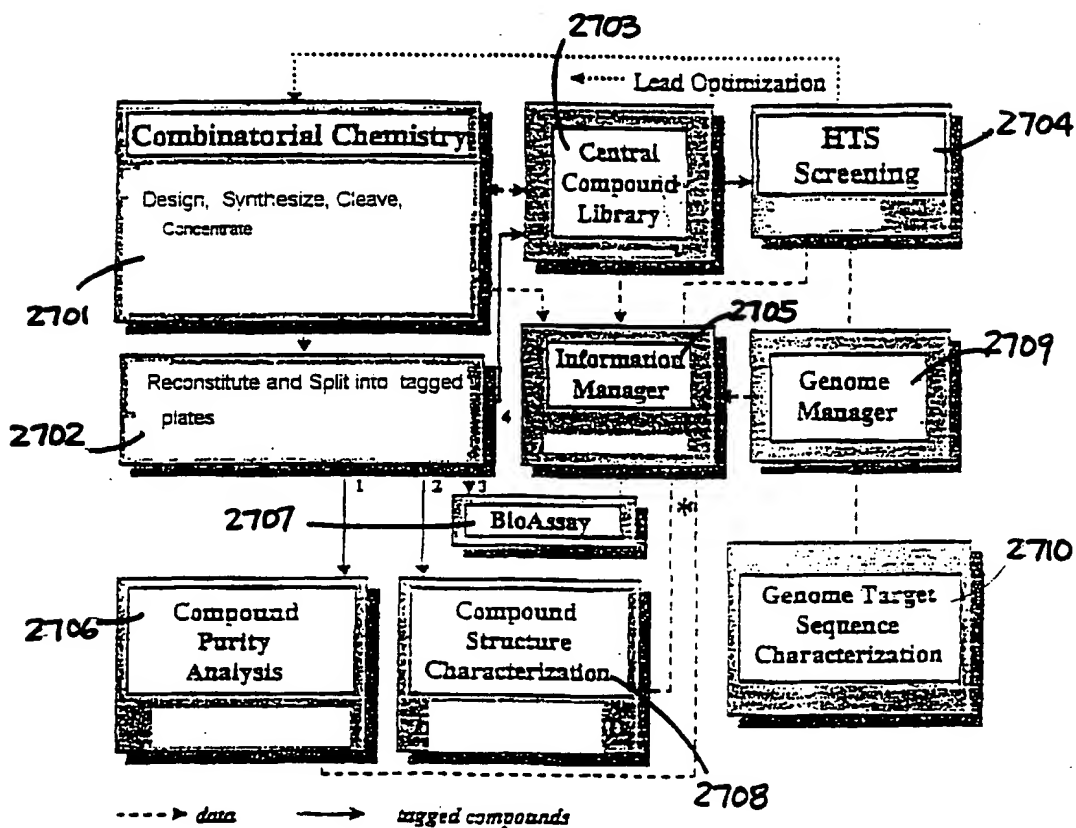 2703
Lead Optimization
Combinatorial Chemistry
Design, Synthesize, Cleave,
Concentrate
2701
Central
Compound
Library
HTS
Screening
2704
2705
Reconstitute and Split into tagged
plates
2702
4
Information
Manager
Genome
Manager
2709
1
2
3
2707
BioAssay
*
2710
2706
Compound
Purity
Analysis
Compound
Structure
Characterization
Genome Target
Sequence
Characterization
2708
data
tagged compounds